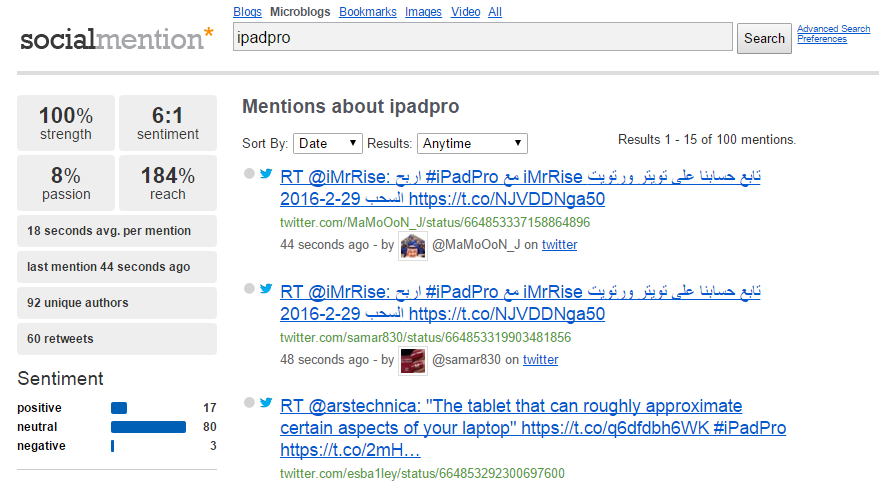 Blogs Microblogs Bookmarks Images Video All
socialmention*
ipadpro
Search
Advanced Search
Preferences
100%
strength
6:1
sentiment
8%
passion
184%
reach
18 seconds avg. per mention
last mention 44 seconds ago
92 unique authors
60 retweets
Sentiment
positive 17
neutral 80
negative 3
Mentions about ipadpro
Sort By: Date Results: Anytime
Results 1 - 15 of 100 mentions.
RT @iMrRise: اربح #iPadPro مع iMrRise تابع حسابنا على تويتر ورتويت
السحب 29-2-2016 https://t.co/NJVDDNga50
twitter.com/MaMoOoN_J/status/664853337158864896
44 seconds ago - by @MaMoOoN_J on twitter
RT @iMrRise: اربح #iPadPro مع iMrRise تابع حسابنا على تويتر ورتويت
السحب 29-2-2016 https://t.co/NJVDDNga50
twitter.com/samar830/status/664853319903481856
48 seconds ago - by @samar830 on twitter
RT @arstechnica: "The tablet that can roughly approximate
certain aspects of your laptop" https://t.co/q6dfdbh6WK #iPadPro
https://t.co/2mH…
twitter.com/esba1ley/status/664853292300697600